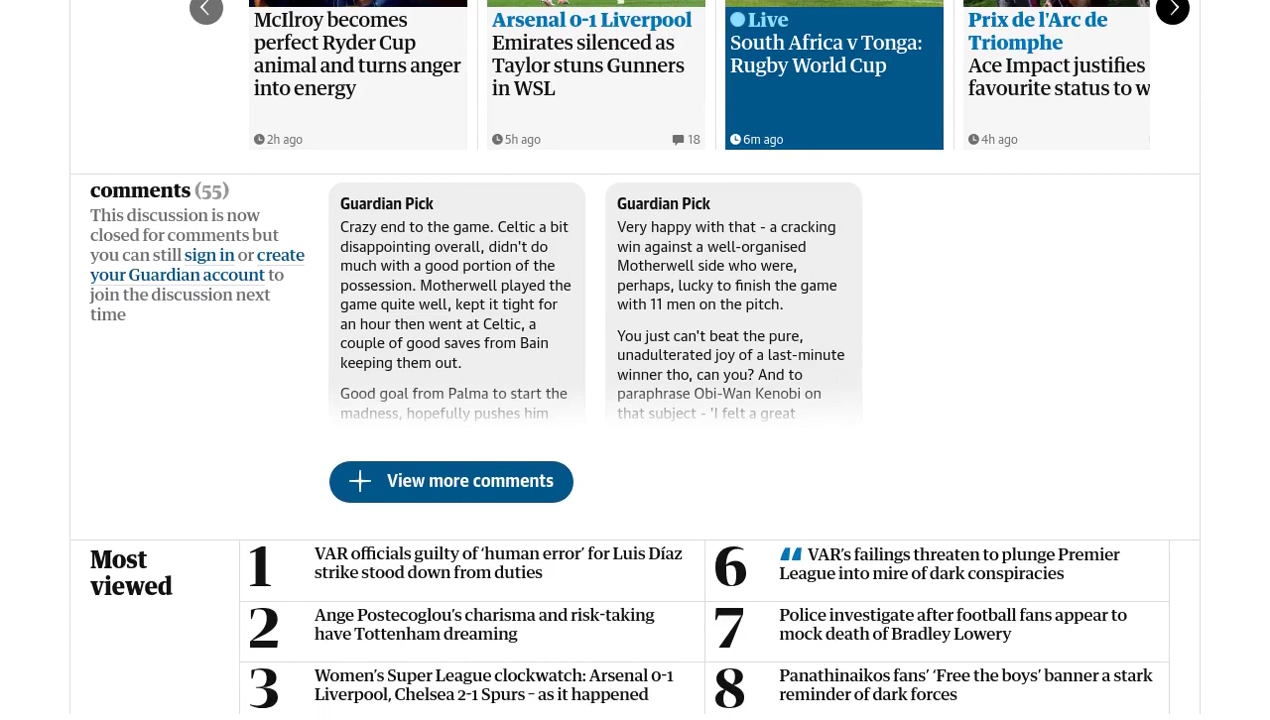 McIlroy becomes
perfect Ryder Cup
animal and turns anger
into energy
2h ago
Arsenal 0-1 Liverpool
Emirates silenced as
Taylor stuns Gunners
in WSL
5h ago
18
Live
South Africa v Tonga:
Rugby World Cup
6m ago
Prix de l'Arc de
Triomphe
Ace Impact justifies
favourite status to w
4h ago
comments (55)
This discussion is now
closed for comments but
you can still sign in or create
your Guardian account to
join the discussion next
time
Guardian Pick
Crazy end to the game. Celtic a bit
disappointing overall, didn't do
much with a good portion of the
possession. Motherwell played the
game quite well, kept it tight for
an hour then went at Celtic, a
couple of good saves from Bain
keeping them out.
Good goal from Palma to start the
madness, hopefully pushes him
Guardian Pick
Very happy with that - a cracking
win against a well-organised
Motherwell side who were,
perhaps, lucky to finish the game
with 11 men on the pitch.
You just can't beat the pure,
unadulterated joy of a last-minute
winner tho, can you? And to
paraphrase Obi-Wan Kenobi on
that subject - 'I felt a great
View more comments
Most
viewed
1
VAR officials guilty of ‘human error’ for Luis Díaz
strike stood down from duties
2
Ange Postecoglou’s charisma and risk-taking
have Tottenham dreaming
3
Women’s Super League clockwatch: Arsenal 0-1
Liverpool, Chelsea 2-1 Spurs – as it happened
6
VAR’s failings threaten to plunge Premier
League into mire of dark conspiracies
7
Police investigate after football fans appear to
mock death of Bradley Lowery
8
Panathinaikos fans’ ‘Free the boys’ banner a stark
reminder of dark forces